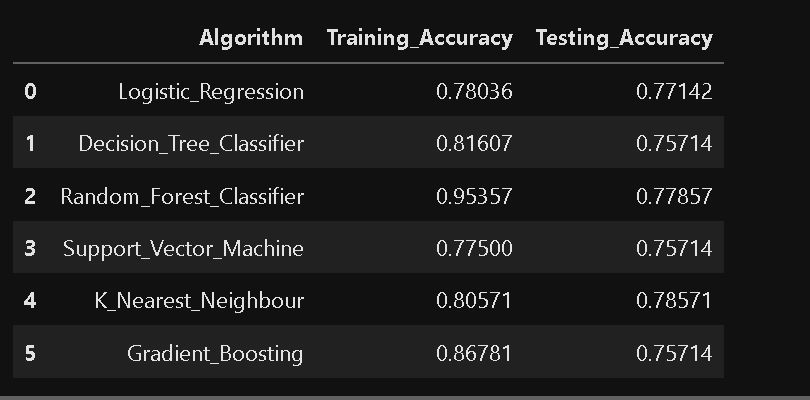 Algorithm Training_Accuracy Testing_Accuracy
0 Logistic_Regression 0.78036 0.77142
1 Decision_Tree_Classifier 0.81607 0.75714
2 Random_Forest_Classifier 0.95357 0.77857
3 Support_Vector_Machine 0.77500 0.75714
4 K_Nearest_Neighbour 0.80571 0.78571
5 Gradient_Boosting 0.86781 0.75714